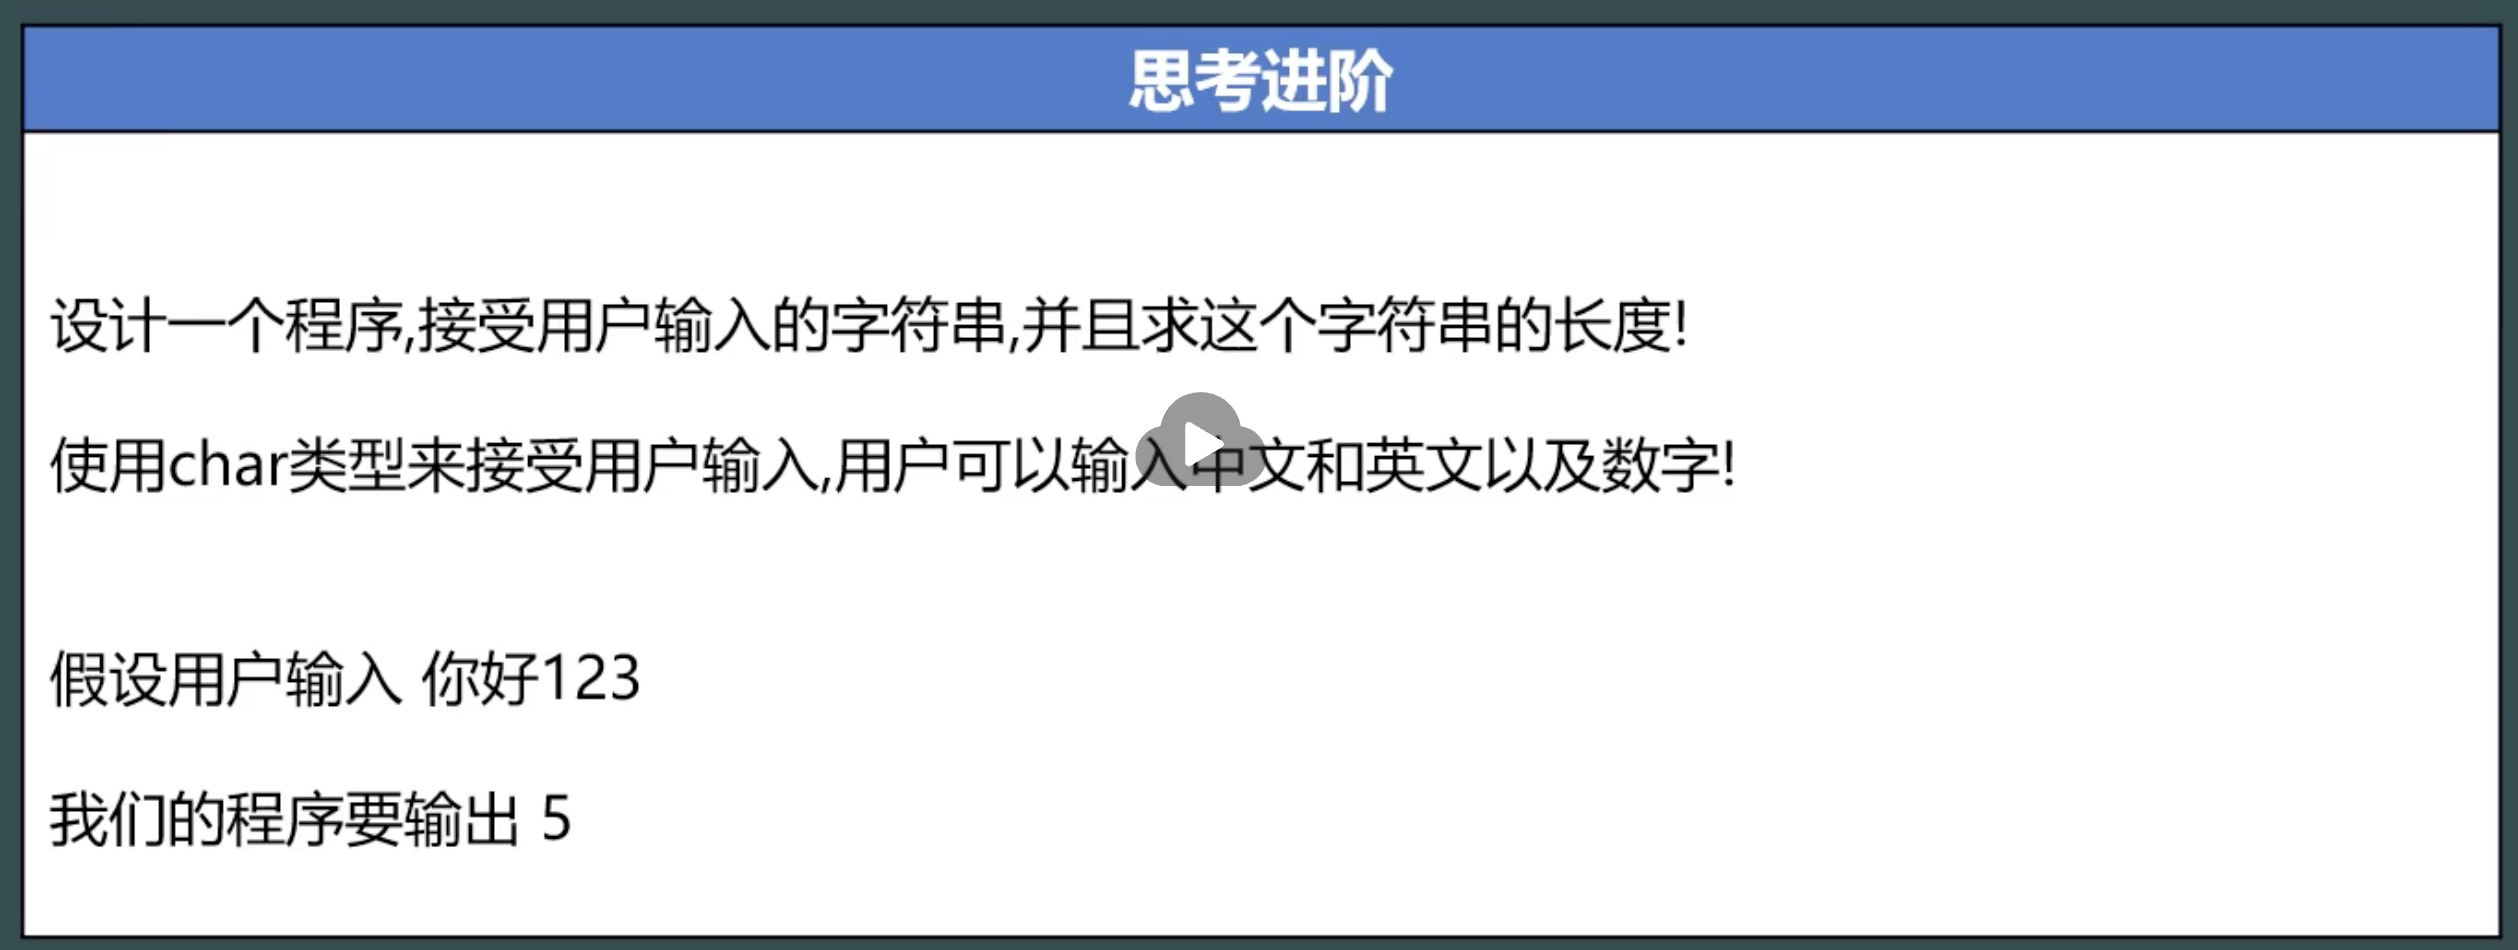 思考进阶
设计一个程序,接受用户输入的字符串,并且求这个字符串的长度!
使用char类型来接受用户输入,用户可以输入中文和英文以及数字!
假设用户输入 你好123
我们的程序要输出 5